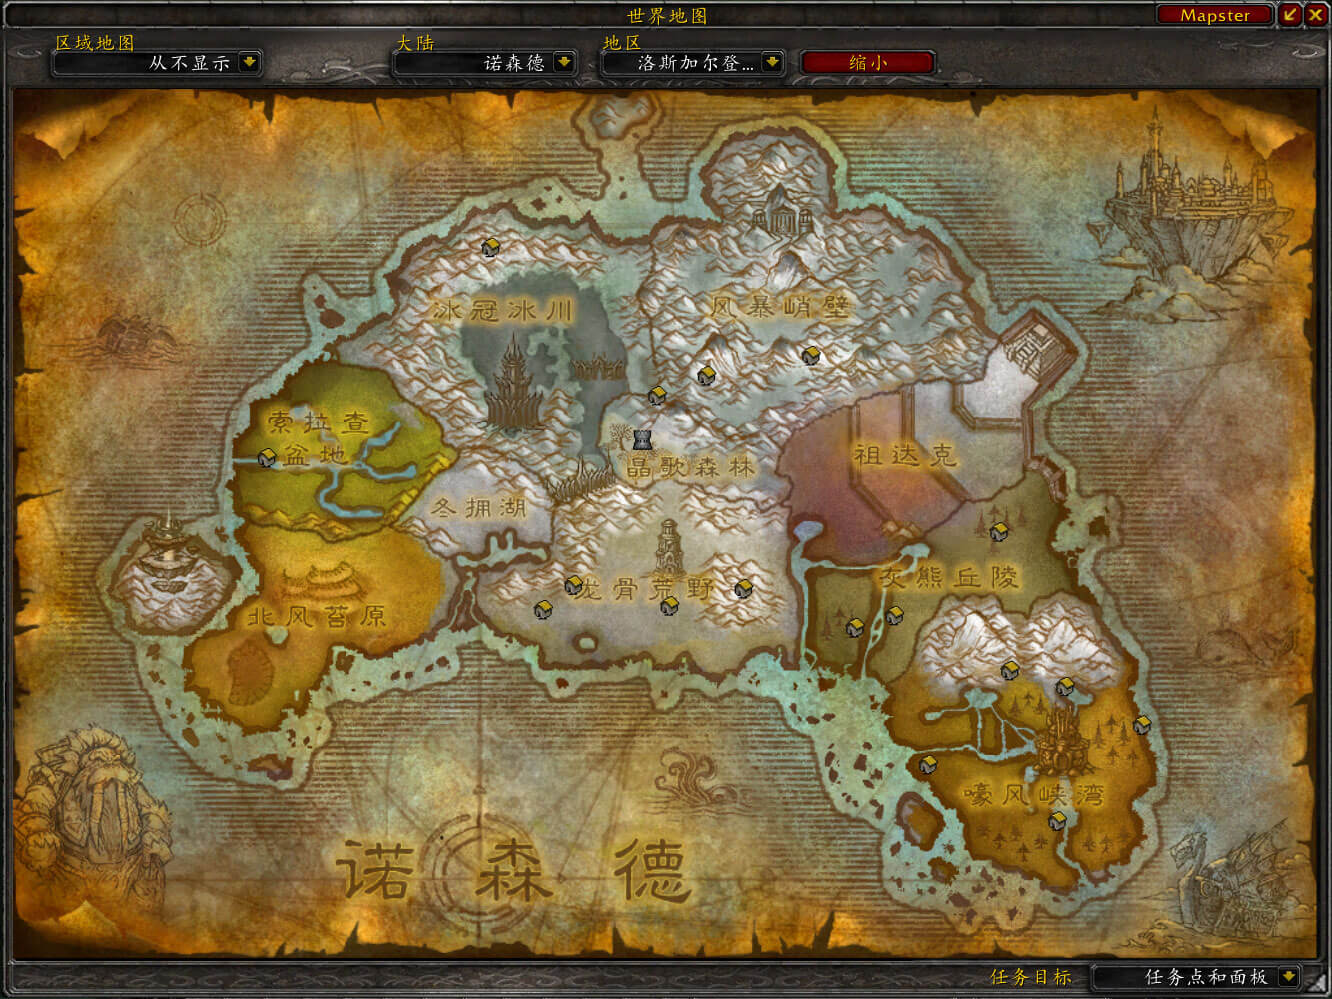 世界地图
Mapster
区域地图
大陆
地区
从不显示
诺森德
洛斯加尔登...
缩小
冰冠冰川
风暴峭壁
索拉查
盆地
祖达克
晶歌森林
冬拥湖
灰熊丘陵
龙骨荒野
北风苔原
嚎风峡湾
诺森德
任务目标
任务点和面板